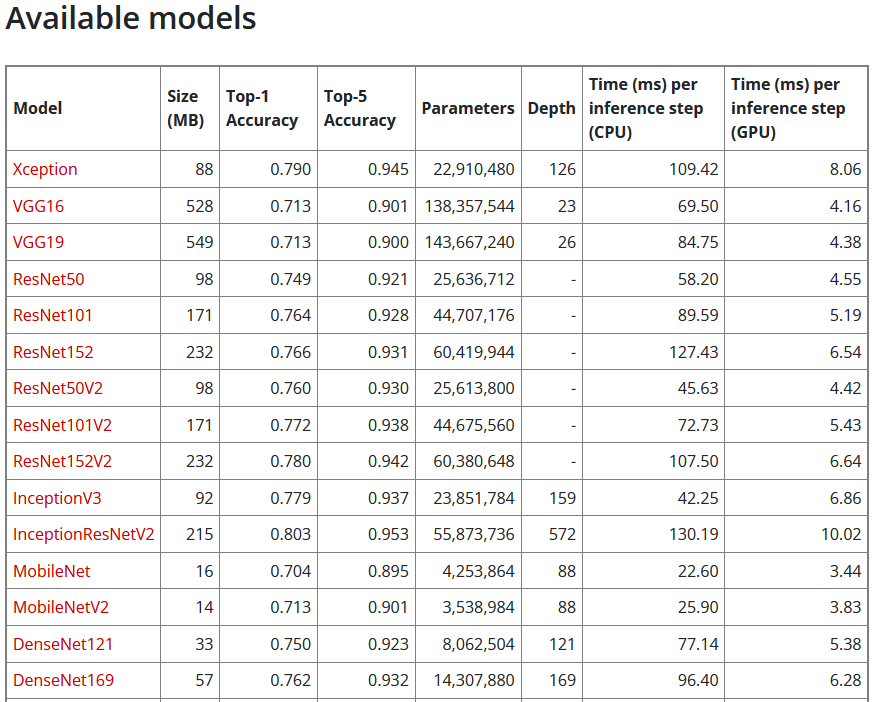 Available models
Model Size (MB) Top-1 Accuracy Top-5 Accuracy Parameters Depth Time (ms) per inference step (CPU) Time (ms) per inference step (GPU)
Xception 88 0.790 0.945 22,910,480 126 109.42 8.06
VGG16 528 0.713 0.901 138,357,544 23 69.50 4.16
VGG19 549 0.713 0.900 143,667,240 26 84.75 4.38
ResNet50 98 0.749 0.921 25,636,712 - 58.20 4.55
ResNet101 171 0.764 0.928 44,707,176 - 89.59 5.19
ResNet152 232 0.766 0.931 60,419,944 - 127.43 6.54
ResNet50V2 98 0.760 0.930 25,613,800 - 45.63 4.42
ResNet101V2 171 0.772 0.938 44,675,560 - 72.73 5.43
ResNet152V2 232 0.780 0.942 60,380,648 - 107.50 6.64
InceptionV3 92 0.779 0.937 23,851,784 159 42.25 6.86
InceptionResNetV2 215 0.803 0.953 55,873,736 572 130.19 10.02
MobileNet 16 0.704 0.895 4,253,864 88 22.60 3.44
MobileNetV2 14 0.713 0.901 3,538,984 88 25.90 3.83
DenseNet121 33 0.750 0.923 8,062,504 121 77.14 5.38
DenseNet169 57 0.762 0.932 14,307,880 169 96.40 6.28